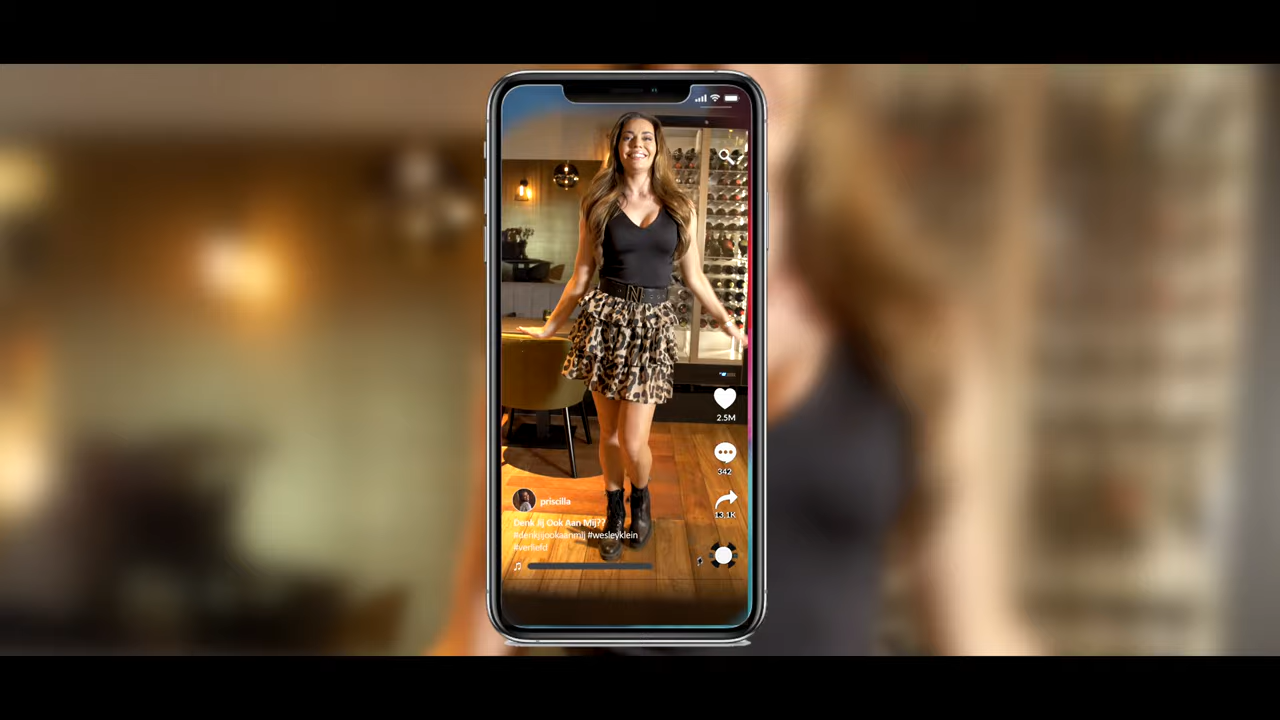 N
2.5M
342
13.1K
priscilla
Denk Jij Ook Aan Mij??
#denkjijookaanmij #wesleyklein
#verliefd